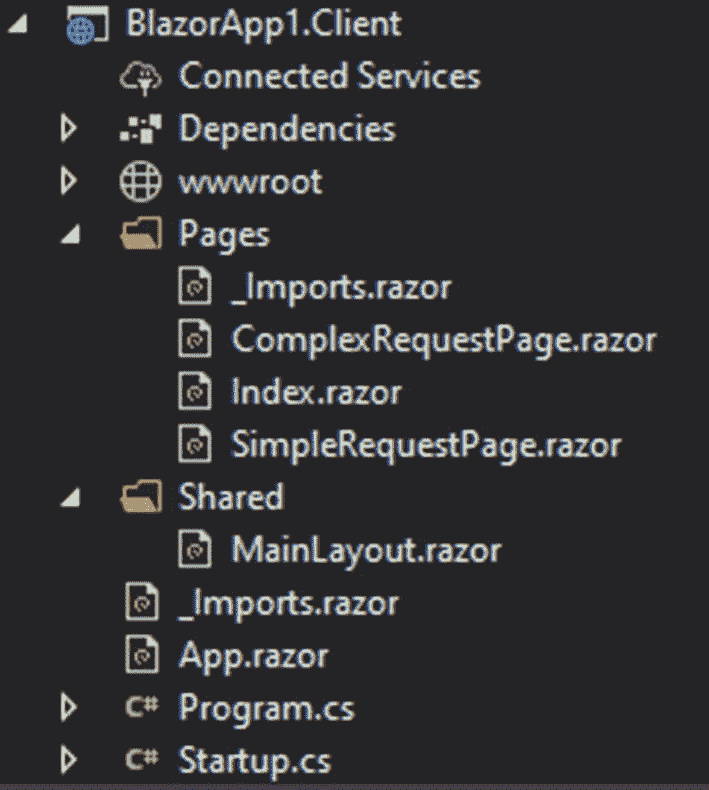 BlazorApp1.Client
Connected Services
Dependencies
wwwroot
Pages
_Imports.razor
ComplexRequestPage.razor
Index.razor
SimpleRequestPage.razor
Shared
MainLayout.razor
_Imports.razor
App.razor
C# Program.cs
C# Startup.cs